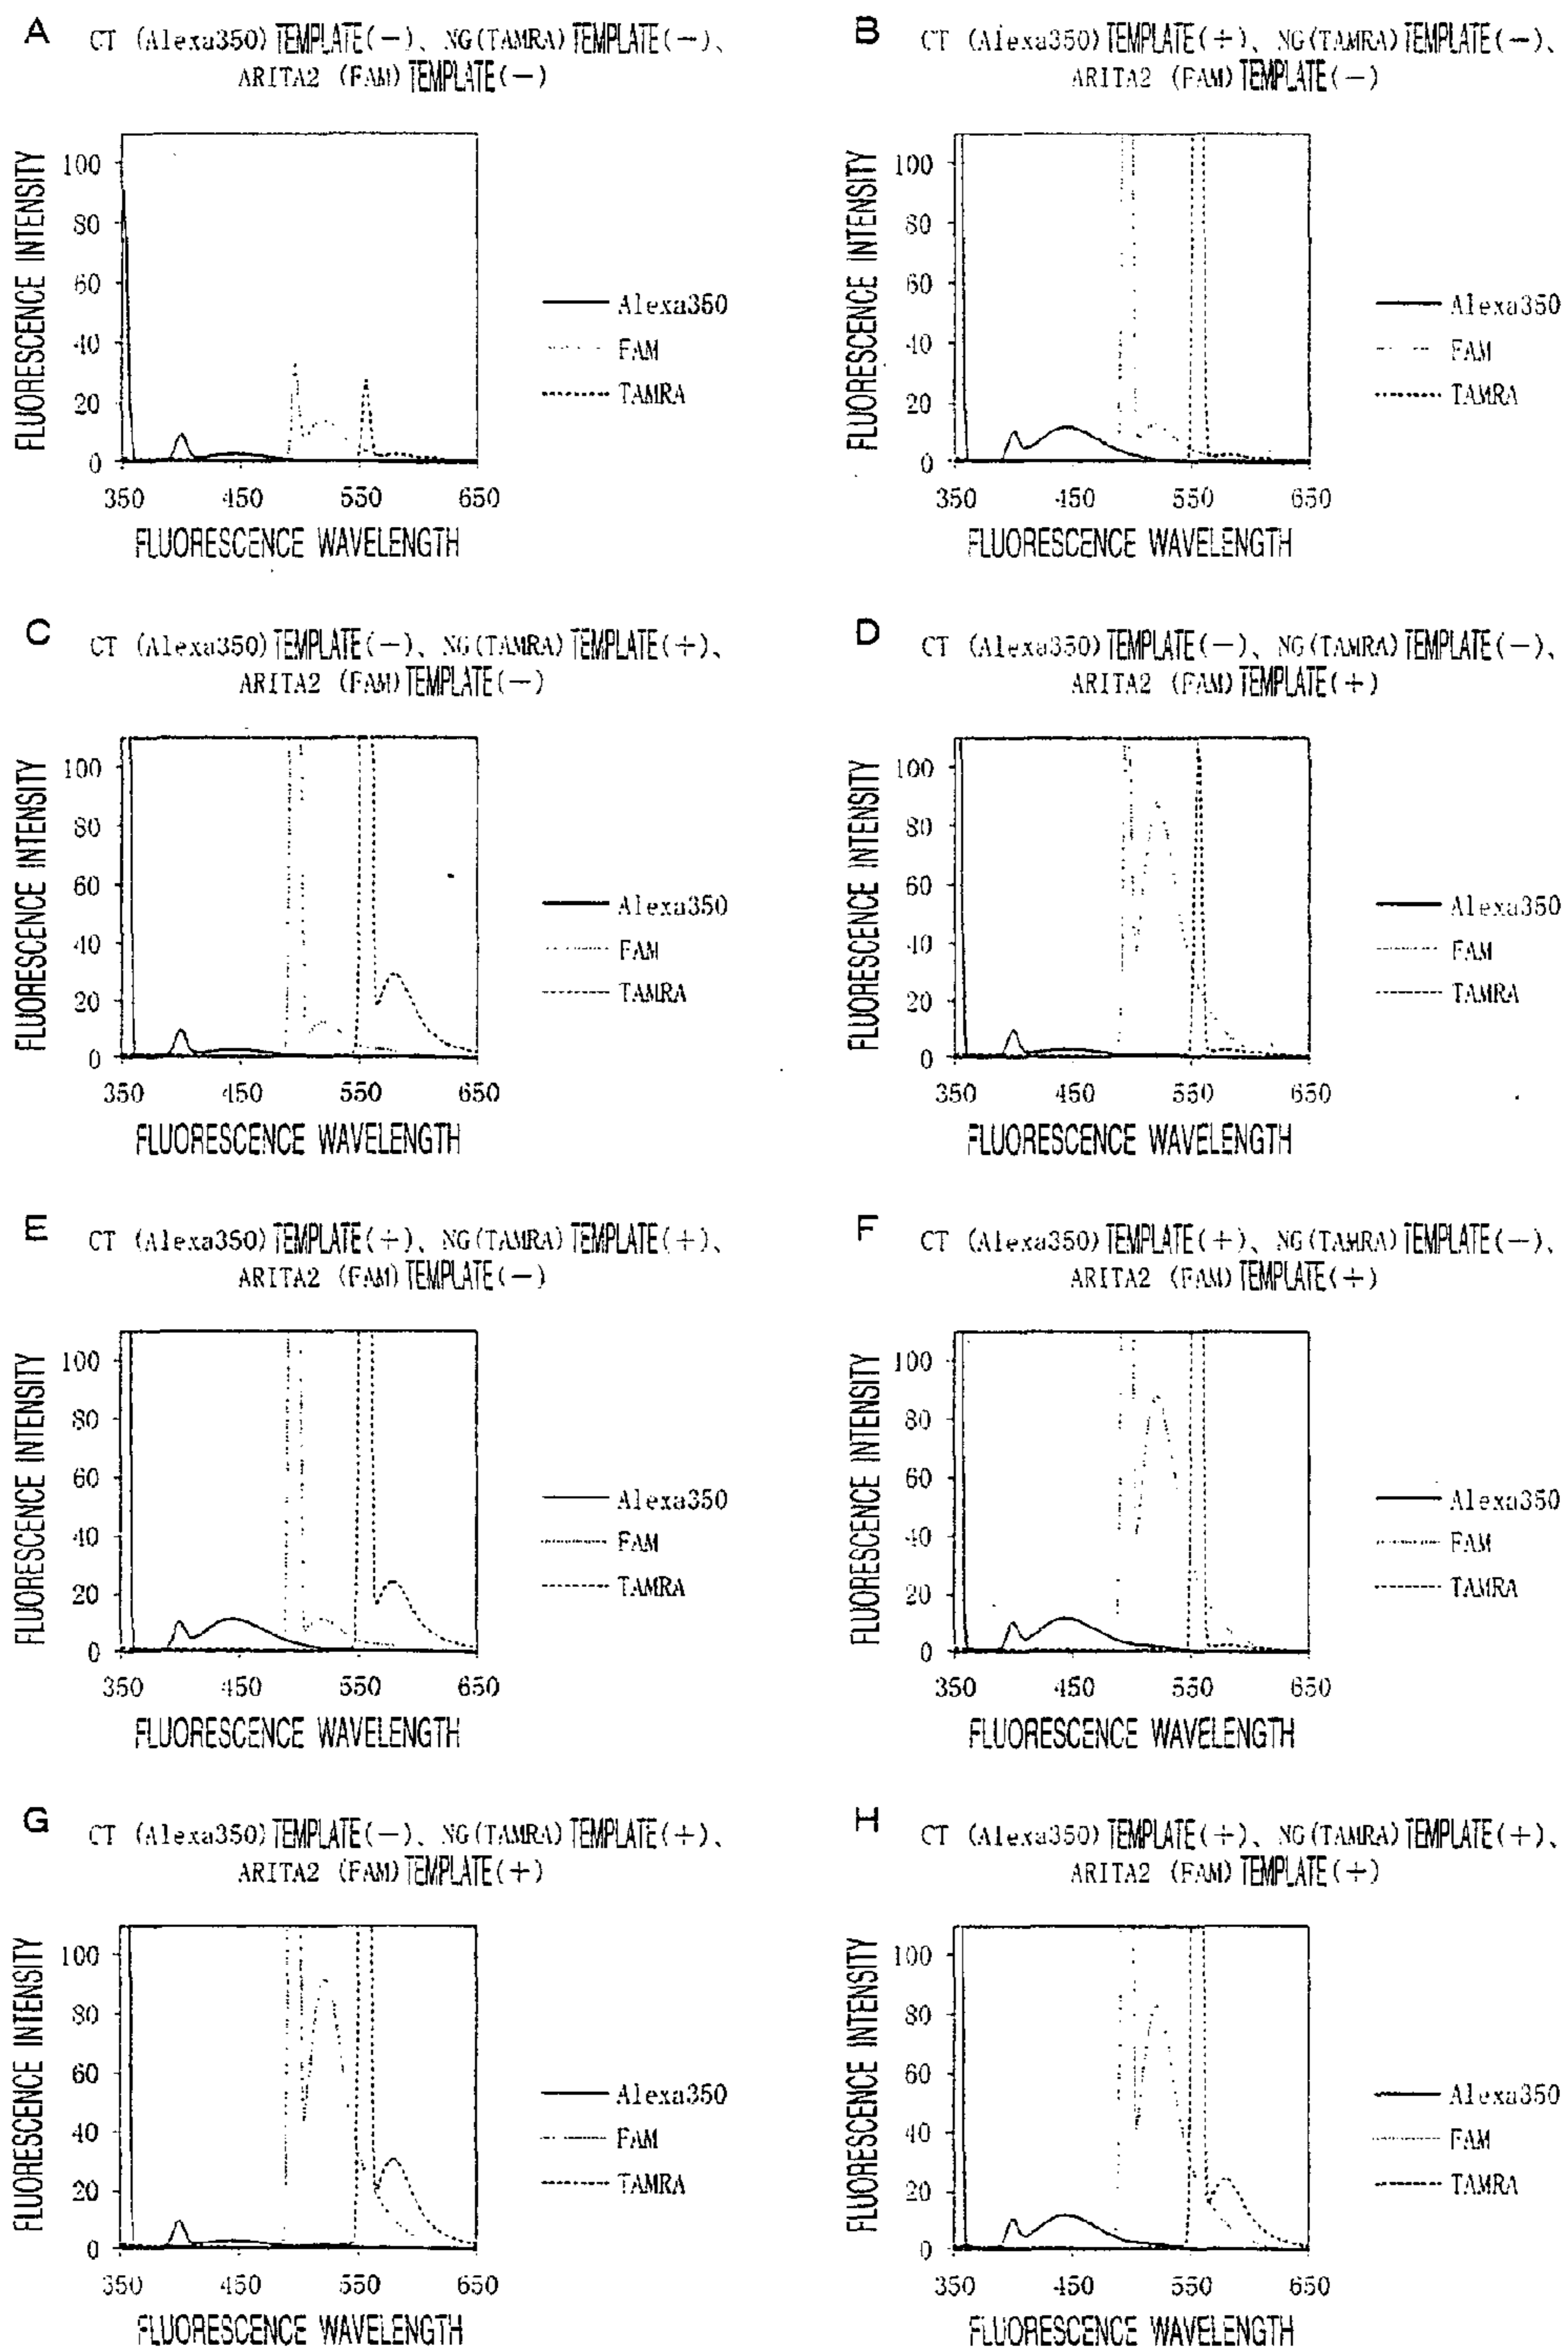 A CT (Alexa350) TEMPLATE(−)、NG(TAMRA) TEMPLATE(−)、
ARITA2 (FAM) TEMPLATE(−)
FLUORESCENCE INTENSITY
100
80
60
40
20
0
350 450 550 650
FLUORESCENCE WAVELENGTH
Alexa350
FAM
TAMRA
B CT (Alexa350) TEMPLATE(+)、NG(TAMRA) TEMPLATE(−)、
ARITA2 (FAM) TEMPLATE(−)
FLUORESCENCE INTENSITY
100
80
60
40
20
0
350 450 550 650
FLUORESCENCE WAVELENGTH
Alexa350
FAM
TAMRA
C CT (Alexa350) TEMPLATE(−)、NG(TAMRA) TEMPLATE(+)、
ARITA2 (FAM) TEMPLATE(−)
FLUORESCENCE INTENSITY
100
80
60
40
20
0
350 450 550 650
FLUORESCENCE WAVELENGTH
Alexa350
FAM
TAMRA
D CT (Alexa350) TEMPLATE(−)、NG(TAMRA) TEMPLATE(−)、
ARITA2 (FAM) TEMPLATE(+)
FLUORESCENCE INTENSITY
100
80
60
40
20
0
350 450 550 650
FLUORESCENCE WAVELENGTH
Alexa350
FAM
TAMRA
E CT (Alexa350) TEMPLATE(+)、NG(TAMRA) TEMPLATE(+)、
ARITA2 (FAM) TEMPLATE(−)
FLUORESCENCE INTENSITY
100
80
60
40
20
0
350 450 550 650
FLUORESCENCE WAVELENGTH
Alexa350
FAM
TAMRA
F CT (Alexa350) TEMPLATE(+)、NG(TAMRA) TEMPLATE(−)、
ARITA2 (FAM) TEMPLATE(+)
FLUORESCENCE INTENSITY
100
80
60
40
20
0
350 450 550 650
FLUORESCENCE WAVELENGTH
Alexa350
FAM
TAMRA
G CT (Alexa350) TEMPLATE(−)、NG(TAMRA) TEMPLATE(+)、
ARITA2 (FAM) TEMPLATE(+)
FLUORESCENCE INTENSITY
100
80
60
40
20
0
350 450 550 650
FLUORESCENCE WAVELENGTH
Alexa350
FAM
TAMRA
H CT (Alexa350) TEMPLATE(+)、NG(TAMRA) TEMPLATE(+)、
ARITA2 (FAM) TEMPLATE(+)
FLUORESCENCE INTENSITY
100
80
60
40
20
0
350 450 550 650
FLUORESCENCE WAVELENGTH
Alexa350
FAM
TAMRA